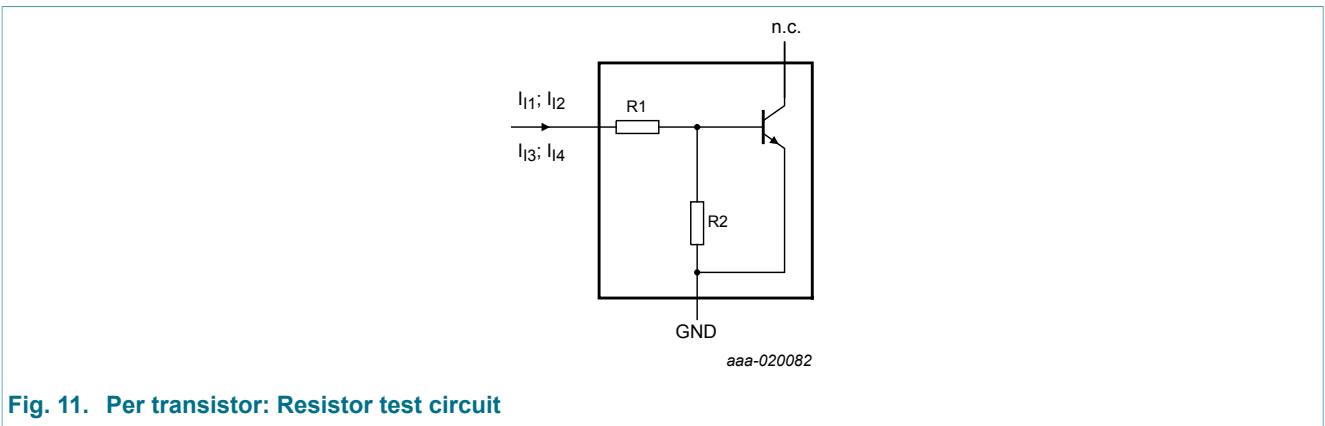 n.c.
I_I1; I_I2
R1
I_I3; I_I4
R2
GND
aaa-020082
Fig. 11. Per transistor: Resistor test circuit